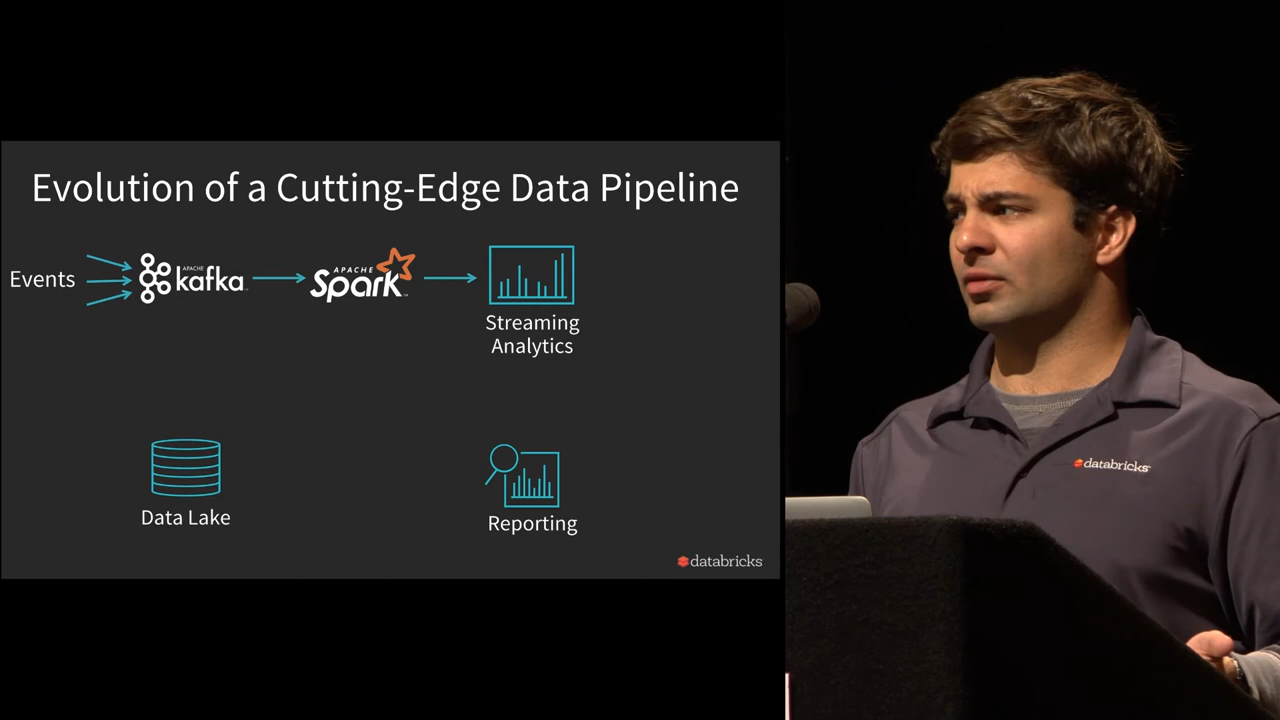 Evolution of a Cutting-Edge Data Pipeline
Events
APACHE
kafka
APACHE
Spark
Streaming
Analytics
Data Lake
Reporting
databricks
databricks